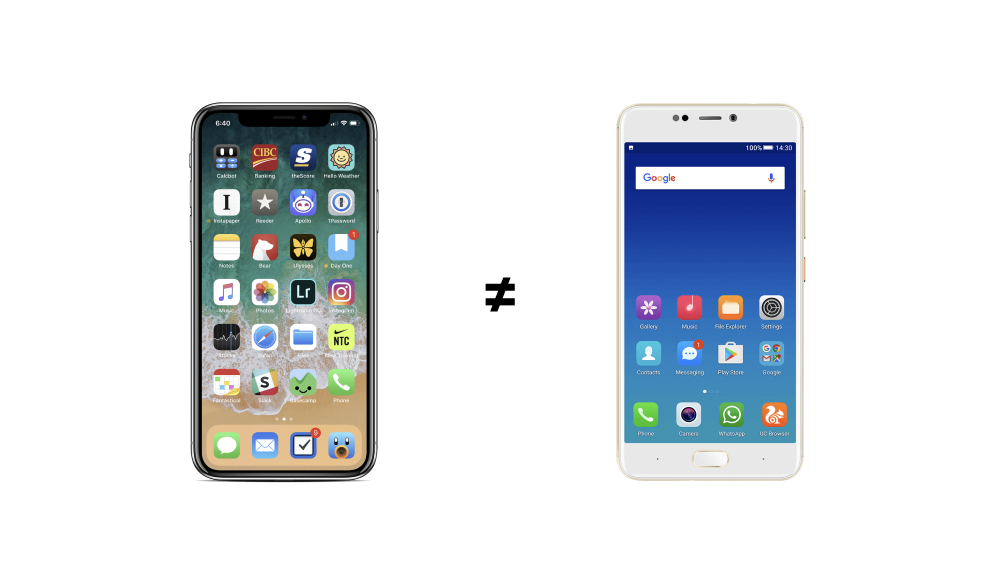 6:40
CIBC
Calcbot
Banking
theScore
Hello Weather
Instapaper
Reeder
Apollo
1Password
1
Notes
Bear
Ulysses
Day One
Lr
Music
Photos
Lightroom CC
Instagram
NTC
Stocks
Safari
Files
Nike Training
Fantastical
Slack
Basecamp
Phone
9
≠
100% 14:30
Google
Gallery
Music
File Explorer
Settings
1
Contacts
Messaging
Play Store
Google
Phone
Camera
WhatsApp
UC Browser